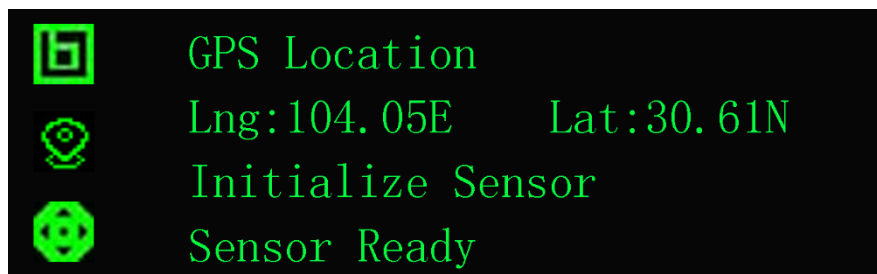 GPS Location
Lng:104.05E Lat:30.61N
Initialize Sensor
Sensor Ready